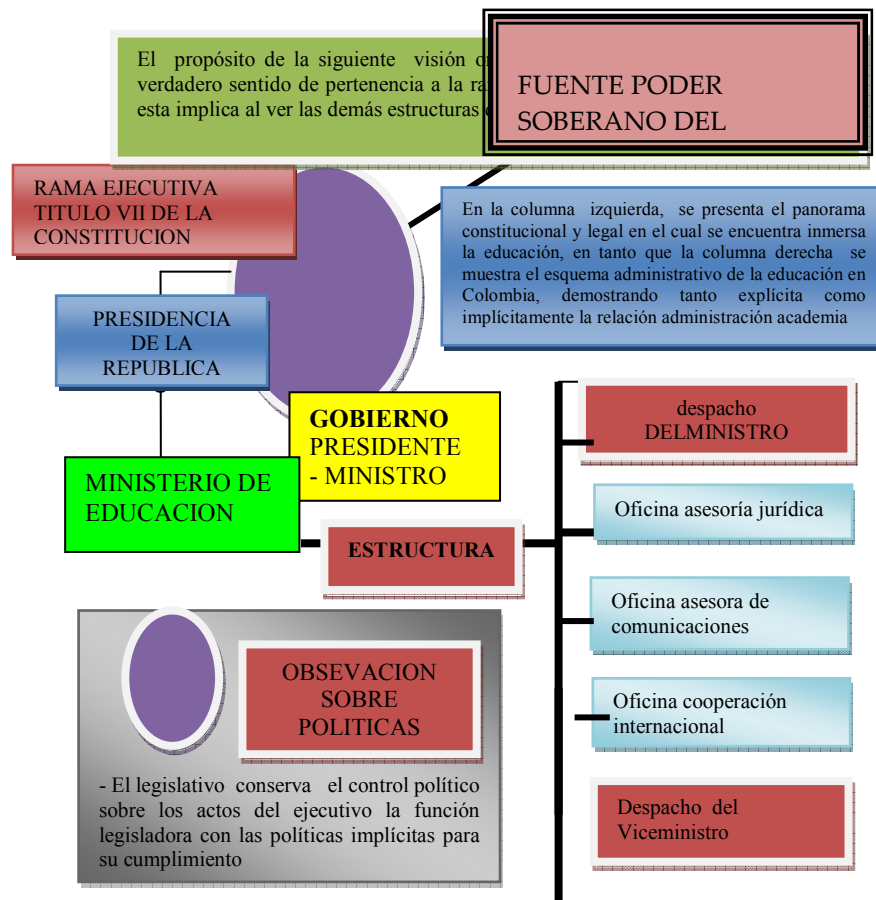 El propósito de la siguiente visión
verdadero sentido de pertenencia a la
esta implica al ver las demás estructuras
FUENTE PODER
SOBERANO DEL
RAMA EJECUTIVA
TITULO VII DE LA
CONSTITUCION
En la columna izquierda, se presenta el panorama
constitucional y legal en el cual se encuentra inmersa
la educación, en tanto que la columna derecha se
muestra el esquema administrativo de la educación en
Colombia, demostrando tanto explícita como
implícitamente la relación administración academia
PRESIDENCIA
DE LA
REPUBLICA
GOBIERNO
PRESIDENTE
- MINISTRO
MINISTERIO DE
EDUCACION
ESTRUCTURA
despacho
DELMINISTRO
Oficina asesoría jurídica
Oficina asesora de
comunicaciones
Oficina cooperación
internacional
Despacho del
Viceministro
OBSEVACION
SOBRE
POLITICAS
- El legislativo conserva el control político
sobre los actos del ejecutivo la función
legisladora con las políticas implícitas para
su cumplimiento